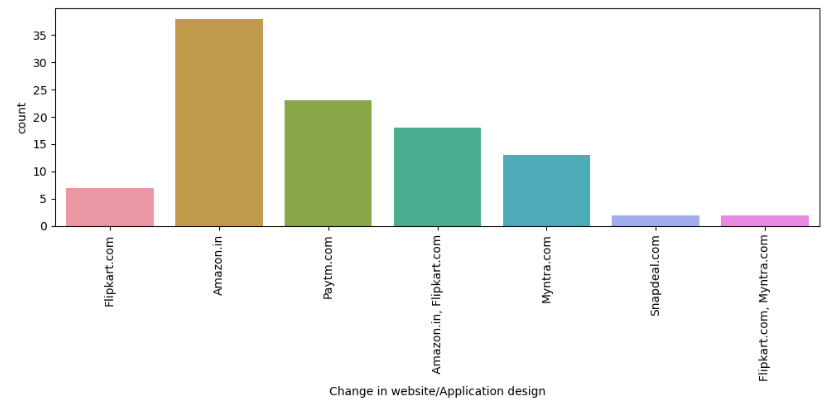 35
30
25
20
15
10
5
0
count
Flipkart.com
Amazon.in
Paytm.com
Amazon.in, Flipkart.com
Myntra.com
Snapdeal.com
Flipkart.com, Myntra.com
Change in website/Application design